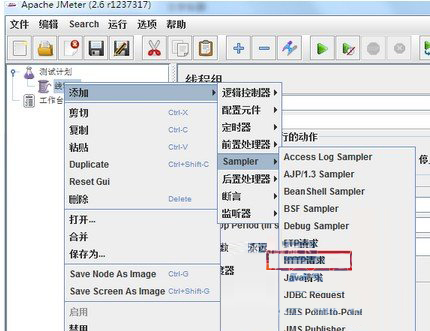 Apache JMeter (2.6 r1237317)
文件 编辑 Search 运行 选项 帮助
测试计划
线程组
工作台
添加
剪切 Ctrl-X
复制 Ctrl-C
粘贴 Ctrl-V
Duplicate Ctrl+Shift-C
Reset Gui
删除 Delete
打开...
合并
保存为...
Save Node As Image Ctrl-G
Save Screen As Image Ctrl+Shift-G
启用
禁用
逻辑控制器
配置元件
定时器
前置处理器
Sampler
后置处理器
断言
监听器
行的动作
Period (in s
数
Access Log Sampler
AJP/1.3 Sampler
BeanShell Sampler
BSF Sampler
Debug Sampler
FTP请求
HTTP请求
Java请求
JDBC Request
JMS Point-to-Point
JMS Publisher